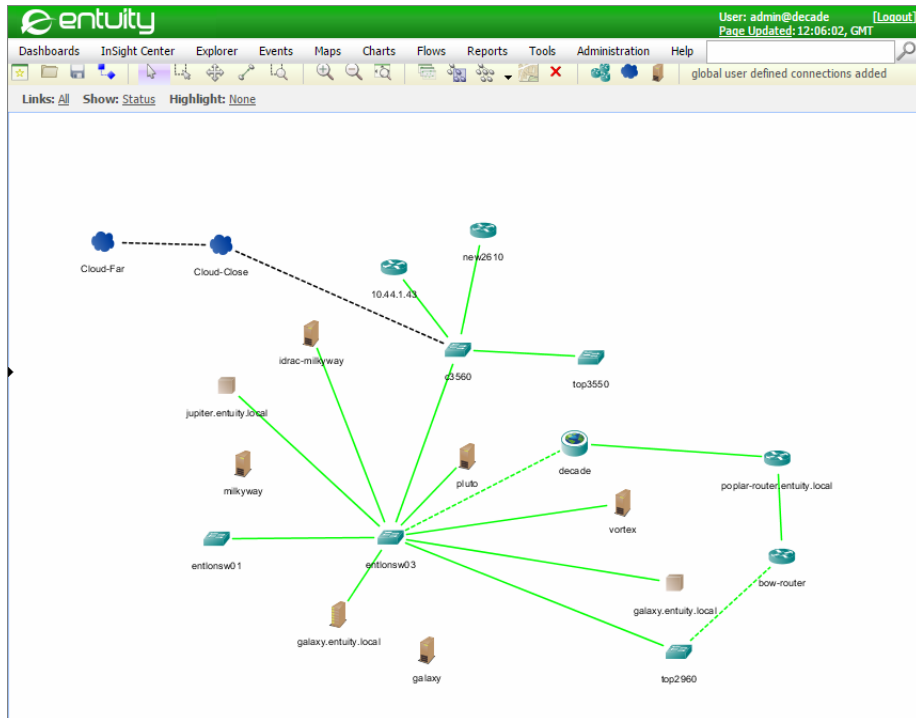 entuity
User: admin@decade [Logout]
Page Updated: 12:06:02, GMT
Dashboards InSight Center Explorer Events Maps Charts Flows Reports Tools Administration Help
global user defined connections added
Links: All Show: Status Highlight: None
Cloud-Far
Cloud-Close
new2610
10.44.1.43
idrac-milkyway
c3560
top3550
jupiter.entuity.local
milkyway
pluto
decade
poplar-router.entuity.local
vortex
entlonsw01
entlonsw03
bow-router
galaxy.entuity.local
galaxy.entuity.local
galaxy
top2960